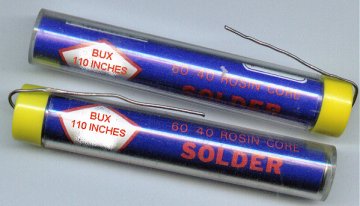 BUX
110 INCHES
60 40 ROSIN CORE
SOLDER
BUX
110 INCHES
60 40 ROSIN CORE
SOLDER